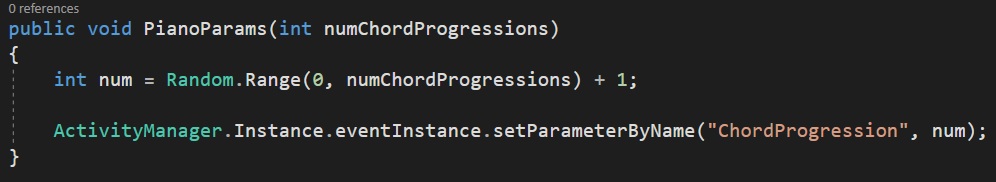 0 references
public void PianoParams(int numChordProgressions)
{
int num = Random.Range(0, numChordProgressions) + 1;
ActivityManager.Instance.eventInstance.setParameterByName("ChordProgression", num);
}